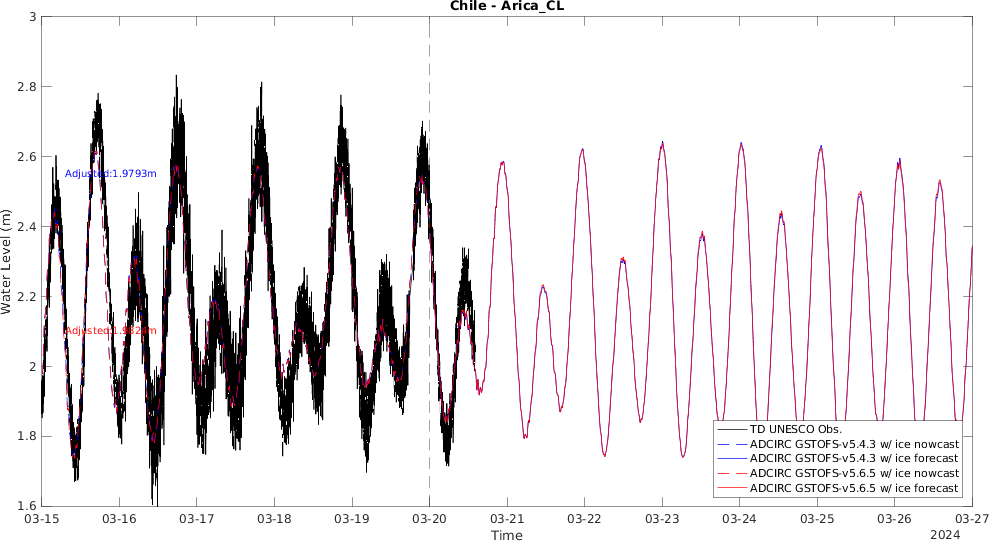 Chile - Arica_CL
3
2.8
2.6
2.4
2.2
2
1.8
1.6
Water Level (m)
Adjusted:1.9793m
TD UNESCO Obs.
ADCIRC GSTOFS-v5.4.3 w/ ice nowcast
ADCIRC GSTOFS-v5.4.3 w/ ice forecast
ADCIRC GSTOFS-v5.6.5 w/ ice nowcast
ADCIRC GSTOFS-v5.6.5 w/ ice forecast
03-15
03-16
03-17
03-18
03-19
03-20
03-21
03-22
03-23
03-24
03-25
03-26
03-27
Time
2024